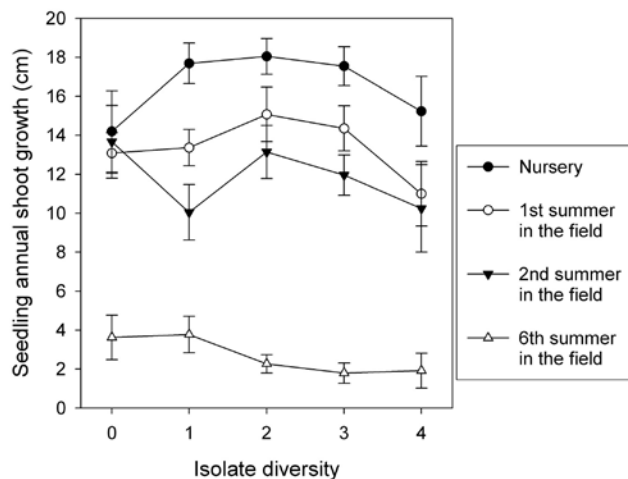 Seedling annual shoot growth (cm)
20
18
16
14
12
10
8
6
4
2
0
0 1 2 3 4
Isolate diversity
Nursery
1st summer
in the field
2nd summer
in the field
6th summer
in the field